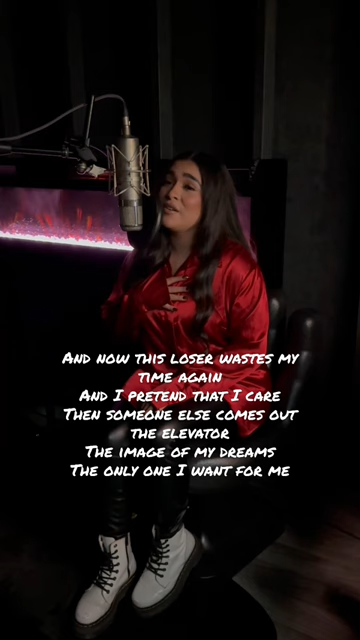 And now this loser wastes my
time again
And I pretend that I care
Then someone else comes out
the elevator
The image of my dreams
The only one I want for me